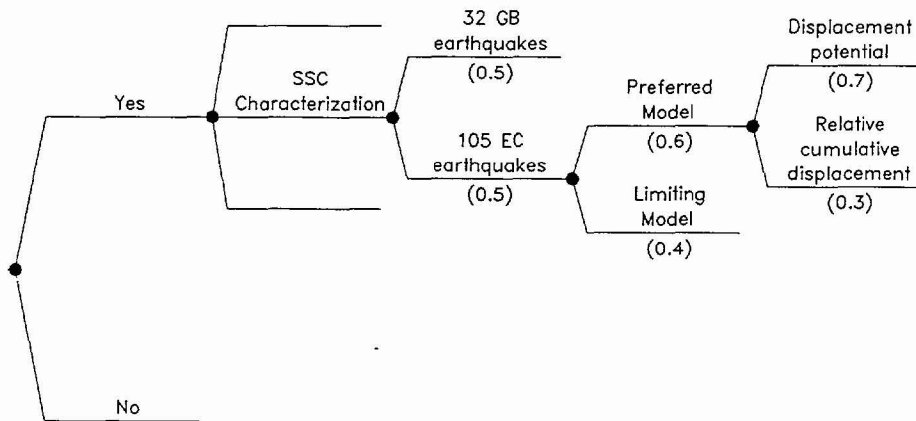 Yes
No
SSC
Characterization
32 GB
earthquakes
(0.5)
105 EC
earthquakes
(0.5)
Preferred
Model
(0.6)
Limiting
Model
(0.4)
Displacement
potential
(0.7)
Relative
cumulative
displacement
(0.3)